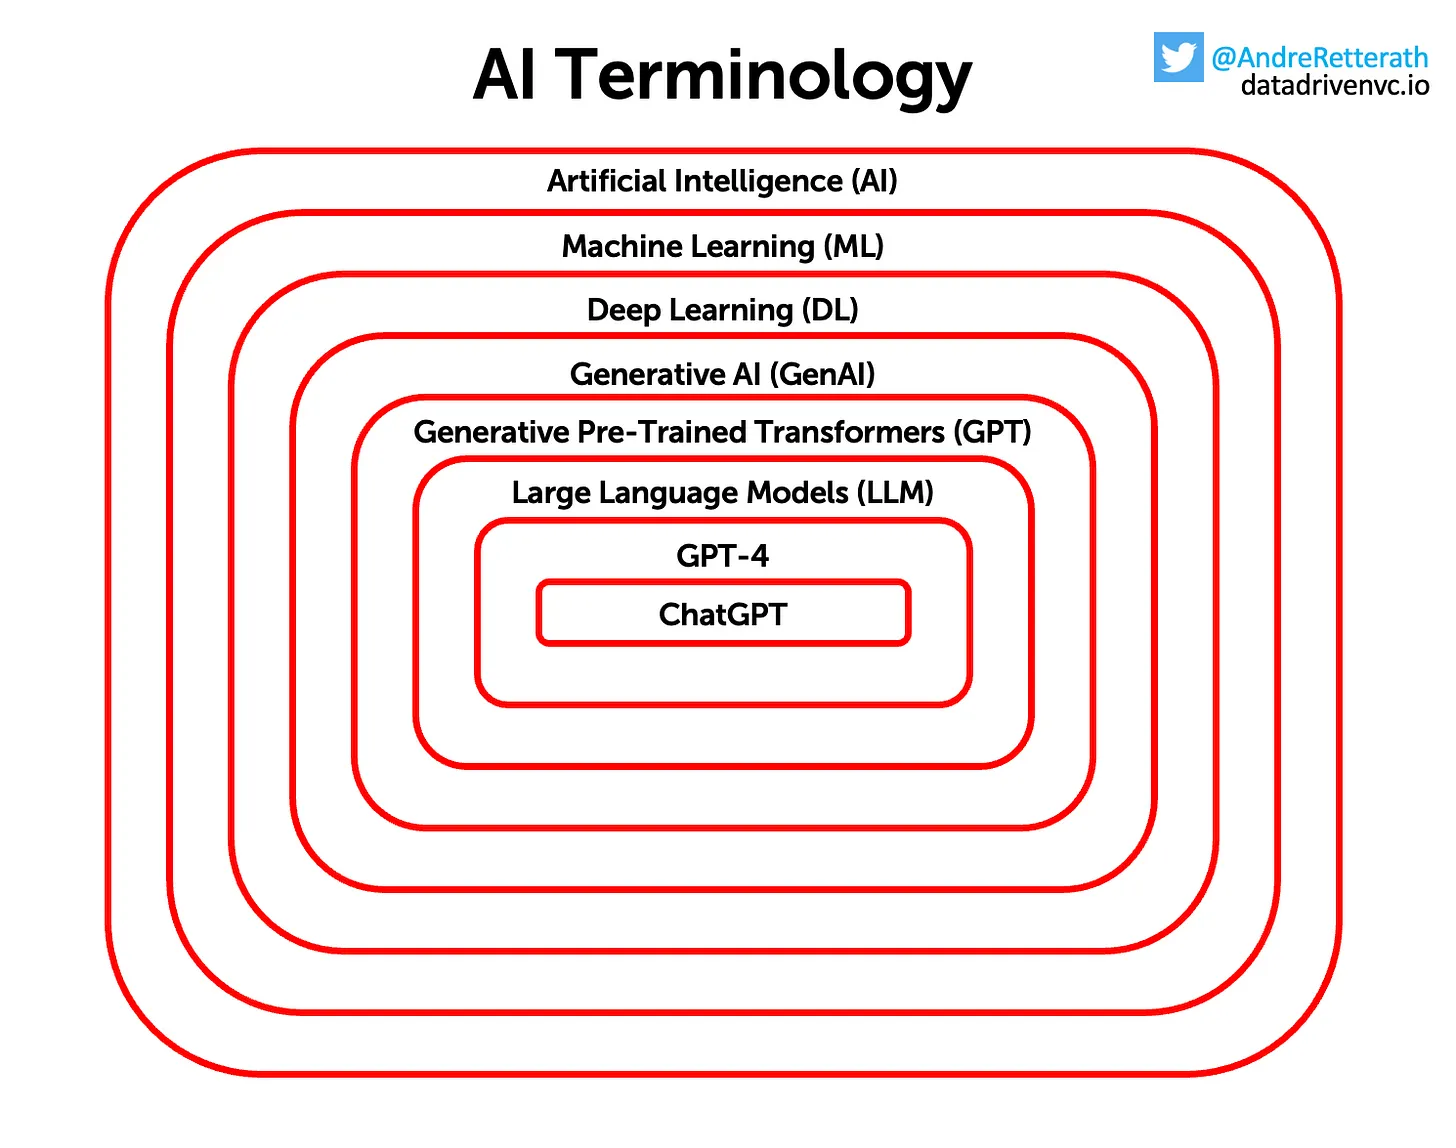 AI Terminology
@AndreRetterath
datadrivenvc.io
Artificial Intelligence (AI)
Machine Learning (ML)
Deep Learning (DL)
Generative AI (GenAI)
Generative Pre-Trained Transformers (GPT)
Large Language Models (LLM)
GPT-4
ChatGPT